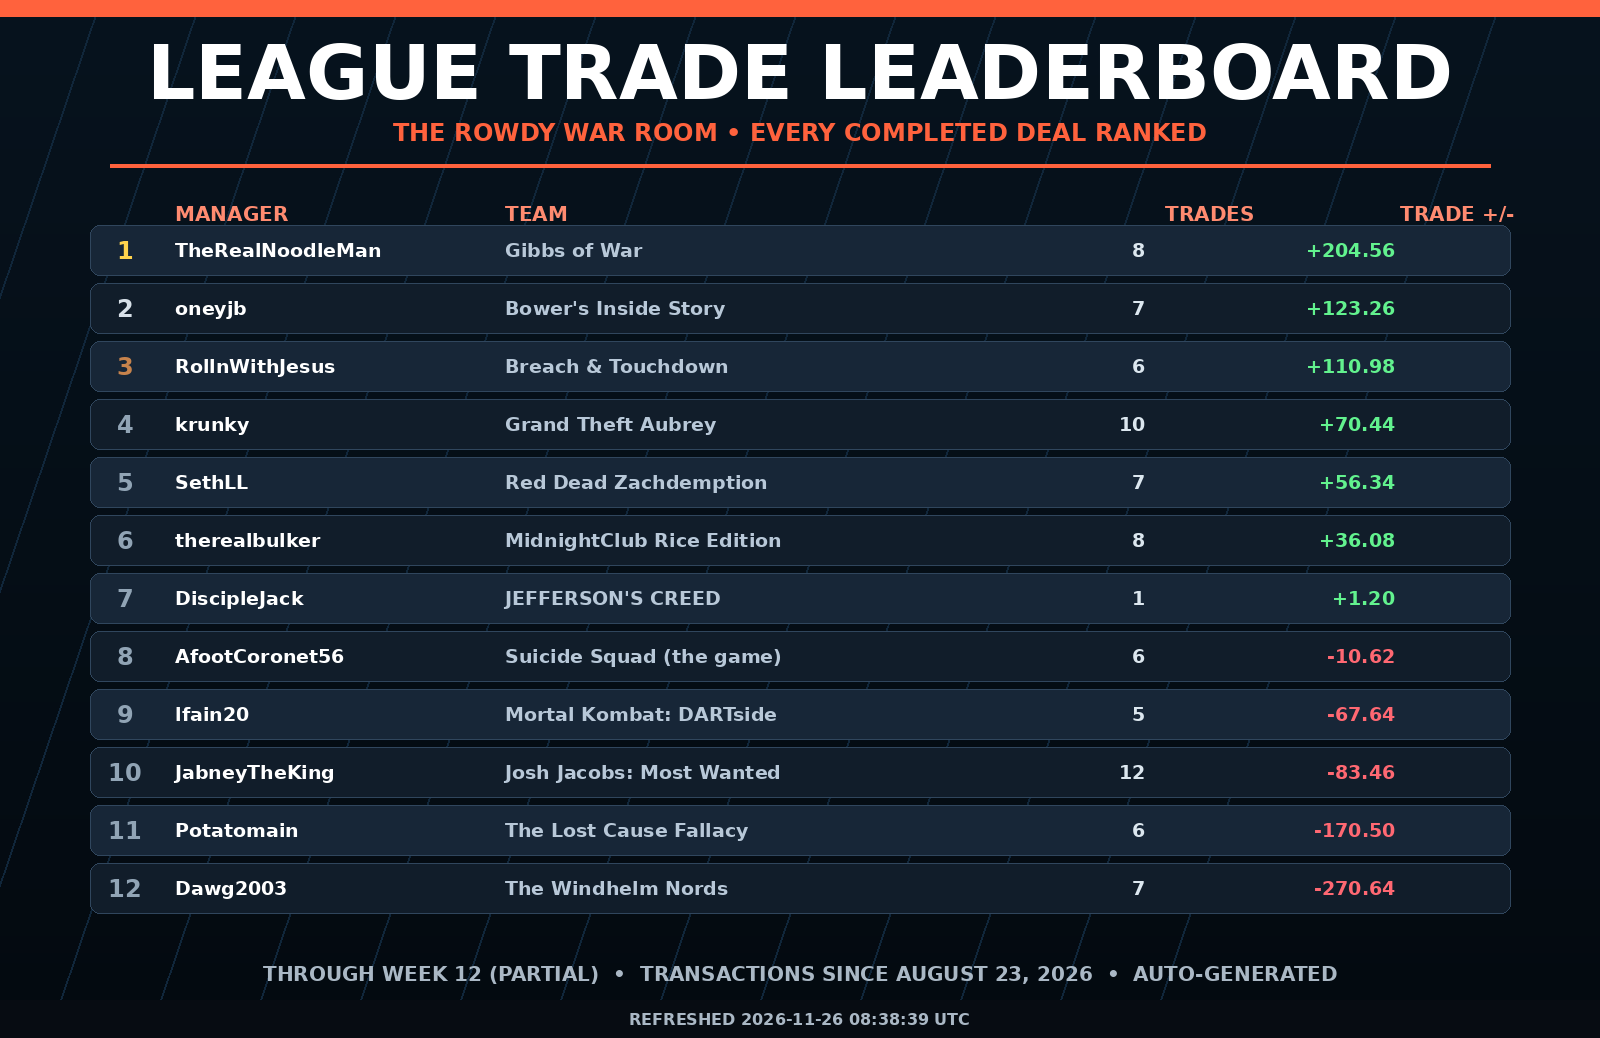 LEAGUE TRADE LEADERBOARD
THE ROWDY WAR ROOM • EVERY COMPLETED DEAL RANKED
MANAGER TEAM TRADES TRADE +/-
1 TheRealNoodleMan Gibbs of War 8 +204.56
2 oneyjb Bower's Inside Story 7 +123.26
3 RollnWithJesus Breach & Touchdown 6 +110.98
4 krunky Grand Theft Aubrey 10 +70.44
5 SethLL Red Dead Zachdemption 7 +56.34
6 therealbulker MidnightClub Rice Edition 8 +36.08
7 DiscipleJack JEFFERSON'S CREED 1 +1.20
8 AfootCoronet56 Suicide Squad (the game) 6 -10.62
9 lfain20 Mortal Kombat: DARTside 5 -67.64
10 JabneyTheKing Josh Jacobs: Most Wanted 12 -83.46
11 Potatomain The Lost Cause Fallacy 6 -170.50
12 Dawg2003 The Windhelm Nords 7 -270.64
THROUGH WEEK 12 (PARTIAL) • TRANSACTIONS SINCE AUGUST 23, 2026 • AUTO-GENERATED
REFRESHED 2026-11-26 08:38:39 UTC